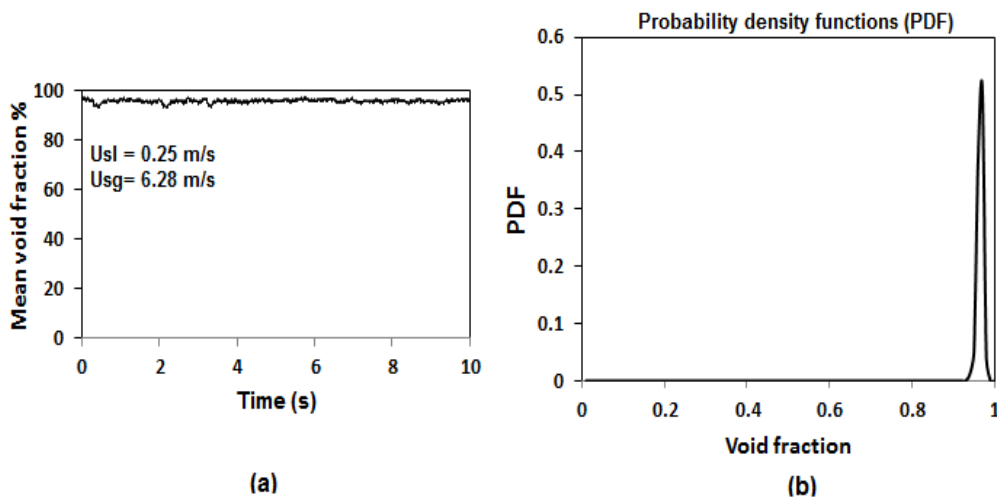 Mean void fraction %
100
80
60
40
20
0
Usl = 0.25 m/s
Usg= 6.28 m/s
0 2 4 6 8 10
Time (s)
(a)
Probability density functions (PDF)
PDF
0.6
0.5
0.4
0.3
0.2
0.1
0
0 0.2 0.4 0.6 0.8 1
Void fraction
(b)